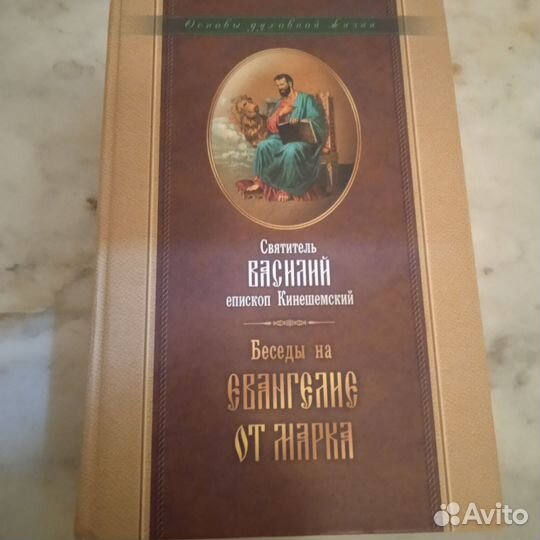 Основы духовной жизни
Святитель
ВАСИЛИЙ
епископ Кинешемский
Беседы на
ЕВАНГЕЛИЕ
ОТ МАРКА
Avito